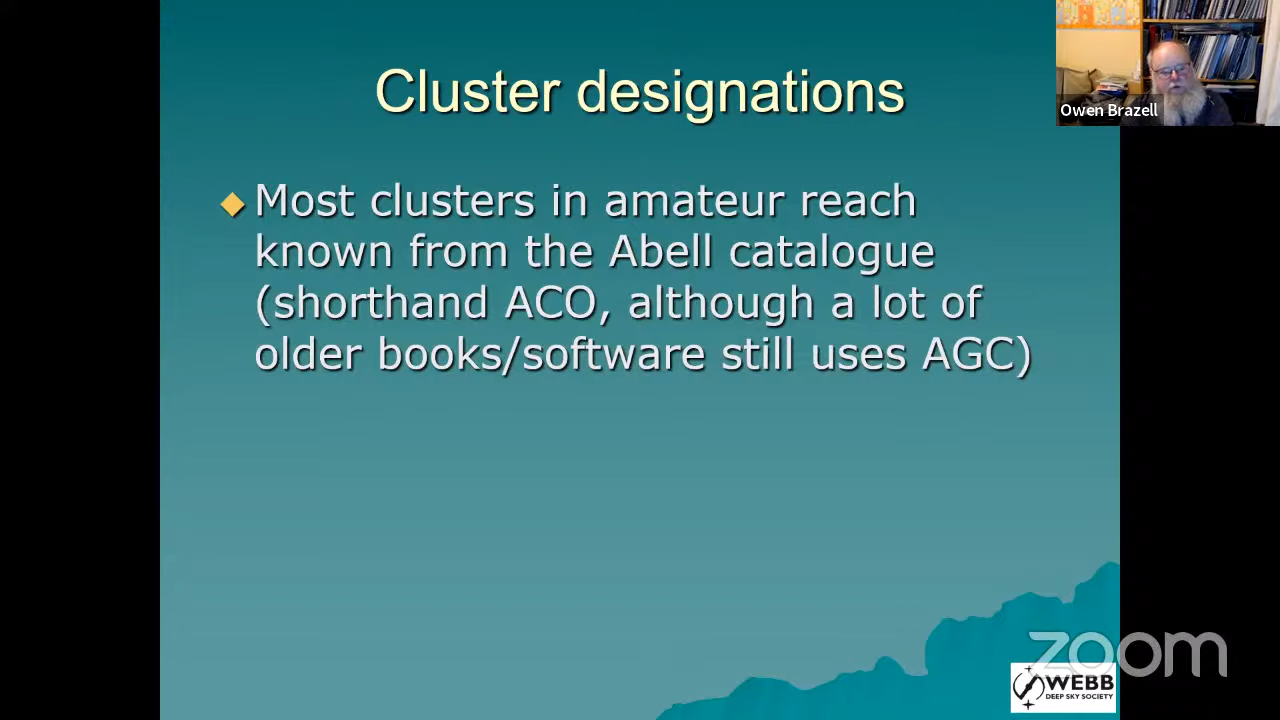 Cluster designations
Owen Brazell
Most clusters in amateur reach
known from the Abell catalogue
(shorthand ACO, although a lot of
older books/software still uses AGC)
zoom
WEBB
DEEP SKY SOCIETY